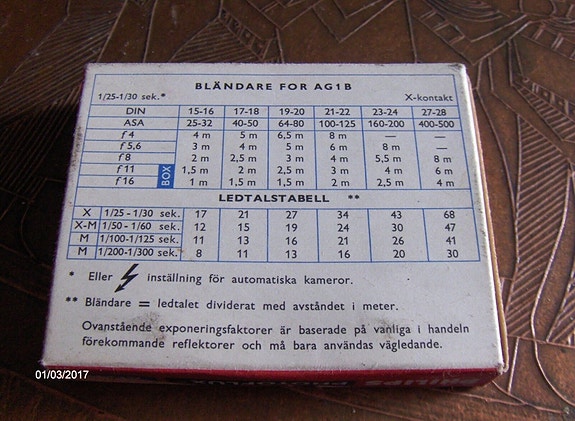 BLÄNDARE FOR AG1B
1/25-1/30 sek.* X-kontakt
DIN 15-16 17-18 19-20 21-22 23-24 27-28
ASA 25-32 40-50 64-80 100-125 160-200 400-500
f 4 4 m 5 m 6,5 m 8 m — —
f 5,6 3 m 4 m 5 m 6 m 8 m —
f 8 2 m 2,5 m 3 m 4 m 5,5 m 8 m
f 11 1,5 m 2 m 2,5 m 3 m 4 m 6 m
f 16 1 m 1,5 m 1,5 m 2 m 2,5 m 4 m
BOX
LEDTALSTABELL **
X 1/25 - 1/30 sek. 17 21 27 34 43 68
X-M 1/50 - 1/60 sek. 12 15 19 24 30 47
M 1/100-1/125 sek. 11 13 16 21 26 41
M 1/200-1/300 sek. 8 11 13 16 20 30
* Eller inställning för automatiska kameror.
** Bländare = ledtalet dividerat med avståndet i meter.
Ovanstående exponeringsfaktorer är baserade på vanliga i handeln
förekommande reflektorer och må bara användas vägledande.
01/03/2017